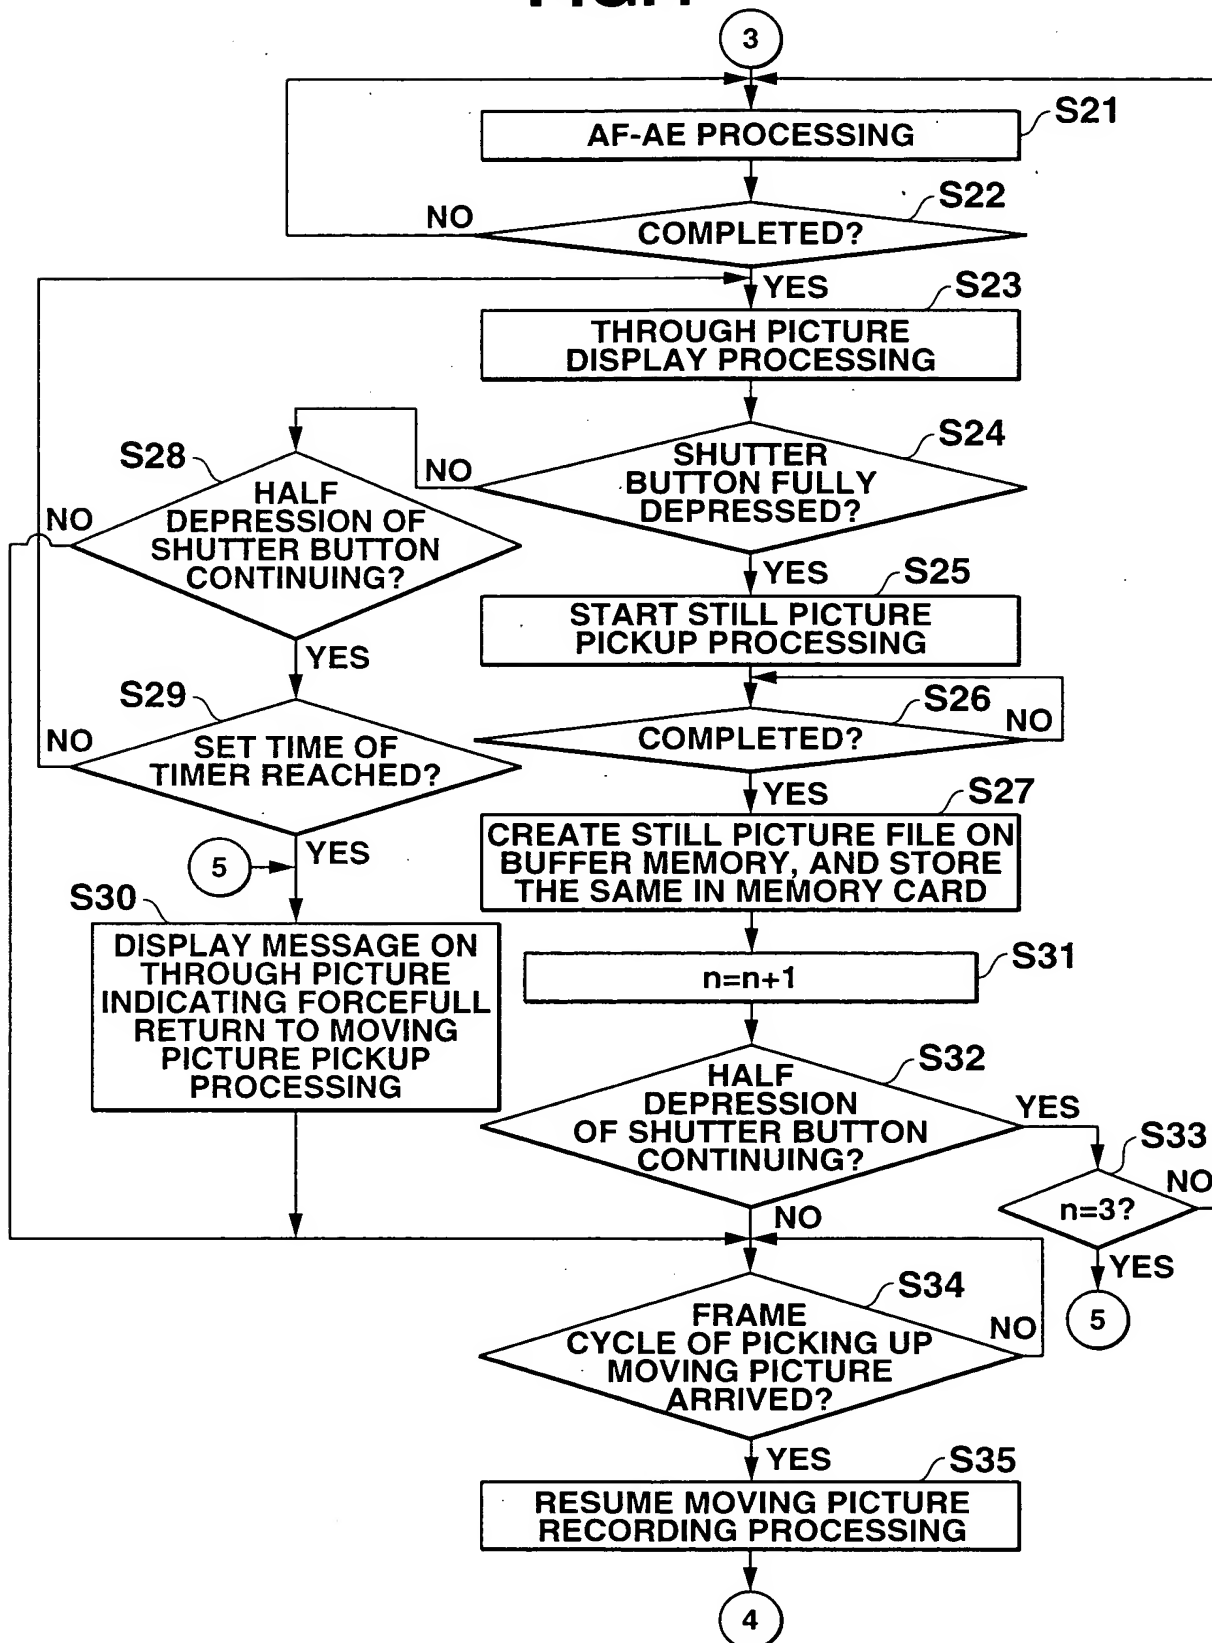 3
S21
AF-AE PROCESSING
S22
NO
COMPLETED?
YES
S23
THROUGH PICTURE
DISPLAY PROCESSING
S24
NO
SHUTTER
BUTTON FULLY
DEPRESSED?
S28
NO
HALF
DEPRESSION OF
SHUTTER BUTTON
CONTINUING?
YES
YES
S25
START STILL PICTURE
PICKUP PROCESSING
S29
NO
SET TIME OF
TIMER REACHED?
YES
S26
NO
COMPLETED?
YES
S27
CREATE STILL PICTURE FILE ON
BUFFER MEMORY, AND STORE
THE SAME IN MEMORY CARD
5
S30
DISPLAY MESSAGE ON
THROUGH PICTURE
INDICATING FORCEFULL
RETURN TO MOVING
PICTURE PICKUP
PROCESSING
S31
n=n+1
S32
HALF
DEPRESSION
OF SHUTTER BUTTON
CONTINUING?
YES
NO
S33
NO
n=3?
YES
5
S34
FRAME
CYCLE OF PICKING UP
MOVING PICTURE
ARRIVED?
NO
YES
S35
RESUME MOVING PICTURE
RECORDING PROCESSING
4